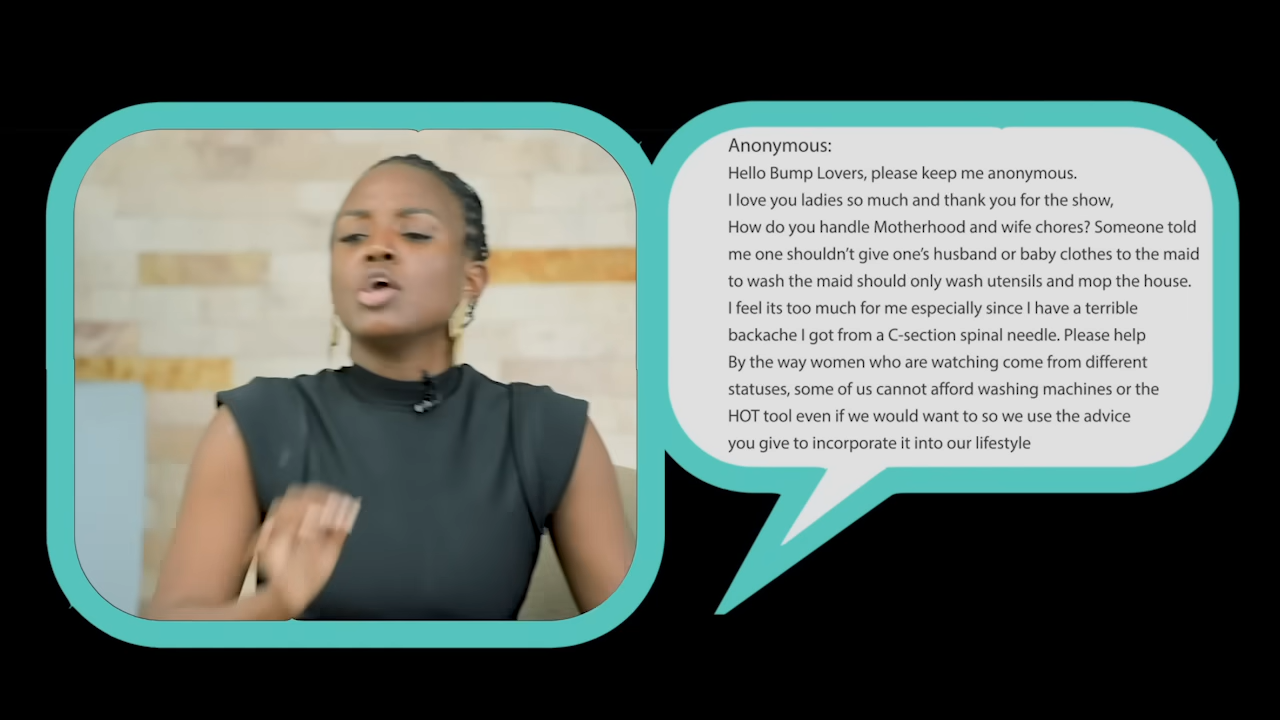 Anonymous:
Hello Bump Lovers, please keep me anonymous.
I love you ladies so much and thank you for the show,
How do you handle Motherhood and wife chores? Someone told
me one shouldn't give one's husband or baby clothes to the maid
to wash the maid should only wash utensils and mop the house.
I feel its too much for me especially since I have a terrible
backache I got from a C-section spinal needle. Please help
By the way women who are watching come from different
statuses, some of us cannot afford washing machines or the
HOT tool even if we would want to so we use the advice
you give to incorporate it into our lifestyle